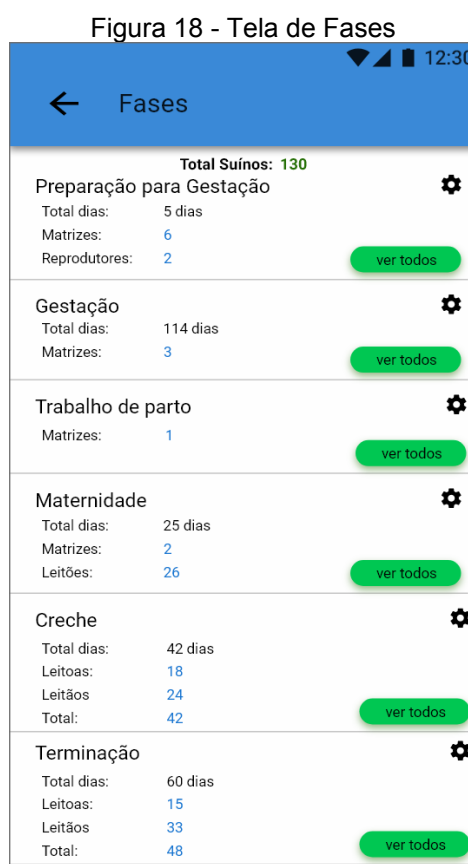 Figura 18 - Tela de Fases
12:30
Fases
Total Suínos: 130
Preparação para Gestação
Total dias: 5 dias
Matrizes: 6
Reprodutores: 2
ver todos
Gestação
Total dias: 114 dias
Matrizes: 3
ver todos
Trabalho de parto
Matrizes: 1
ver todos
Maternidade
Total dias: 25 dias
Matrizes: 2
Leitões: 26
ver todos
Creche
Total dias: 42 dias
Leitoas: 18
Leitãos 24
Total: 42
ver todos
Terminação
Total dias: 60 dias
Leitoas: 15
Leitãos 33
Total: 48
ver todos